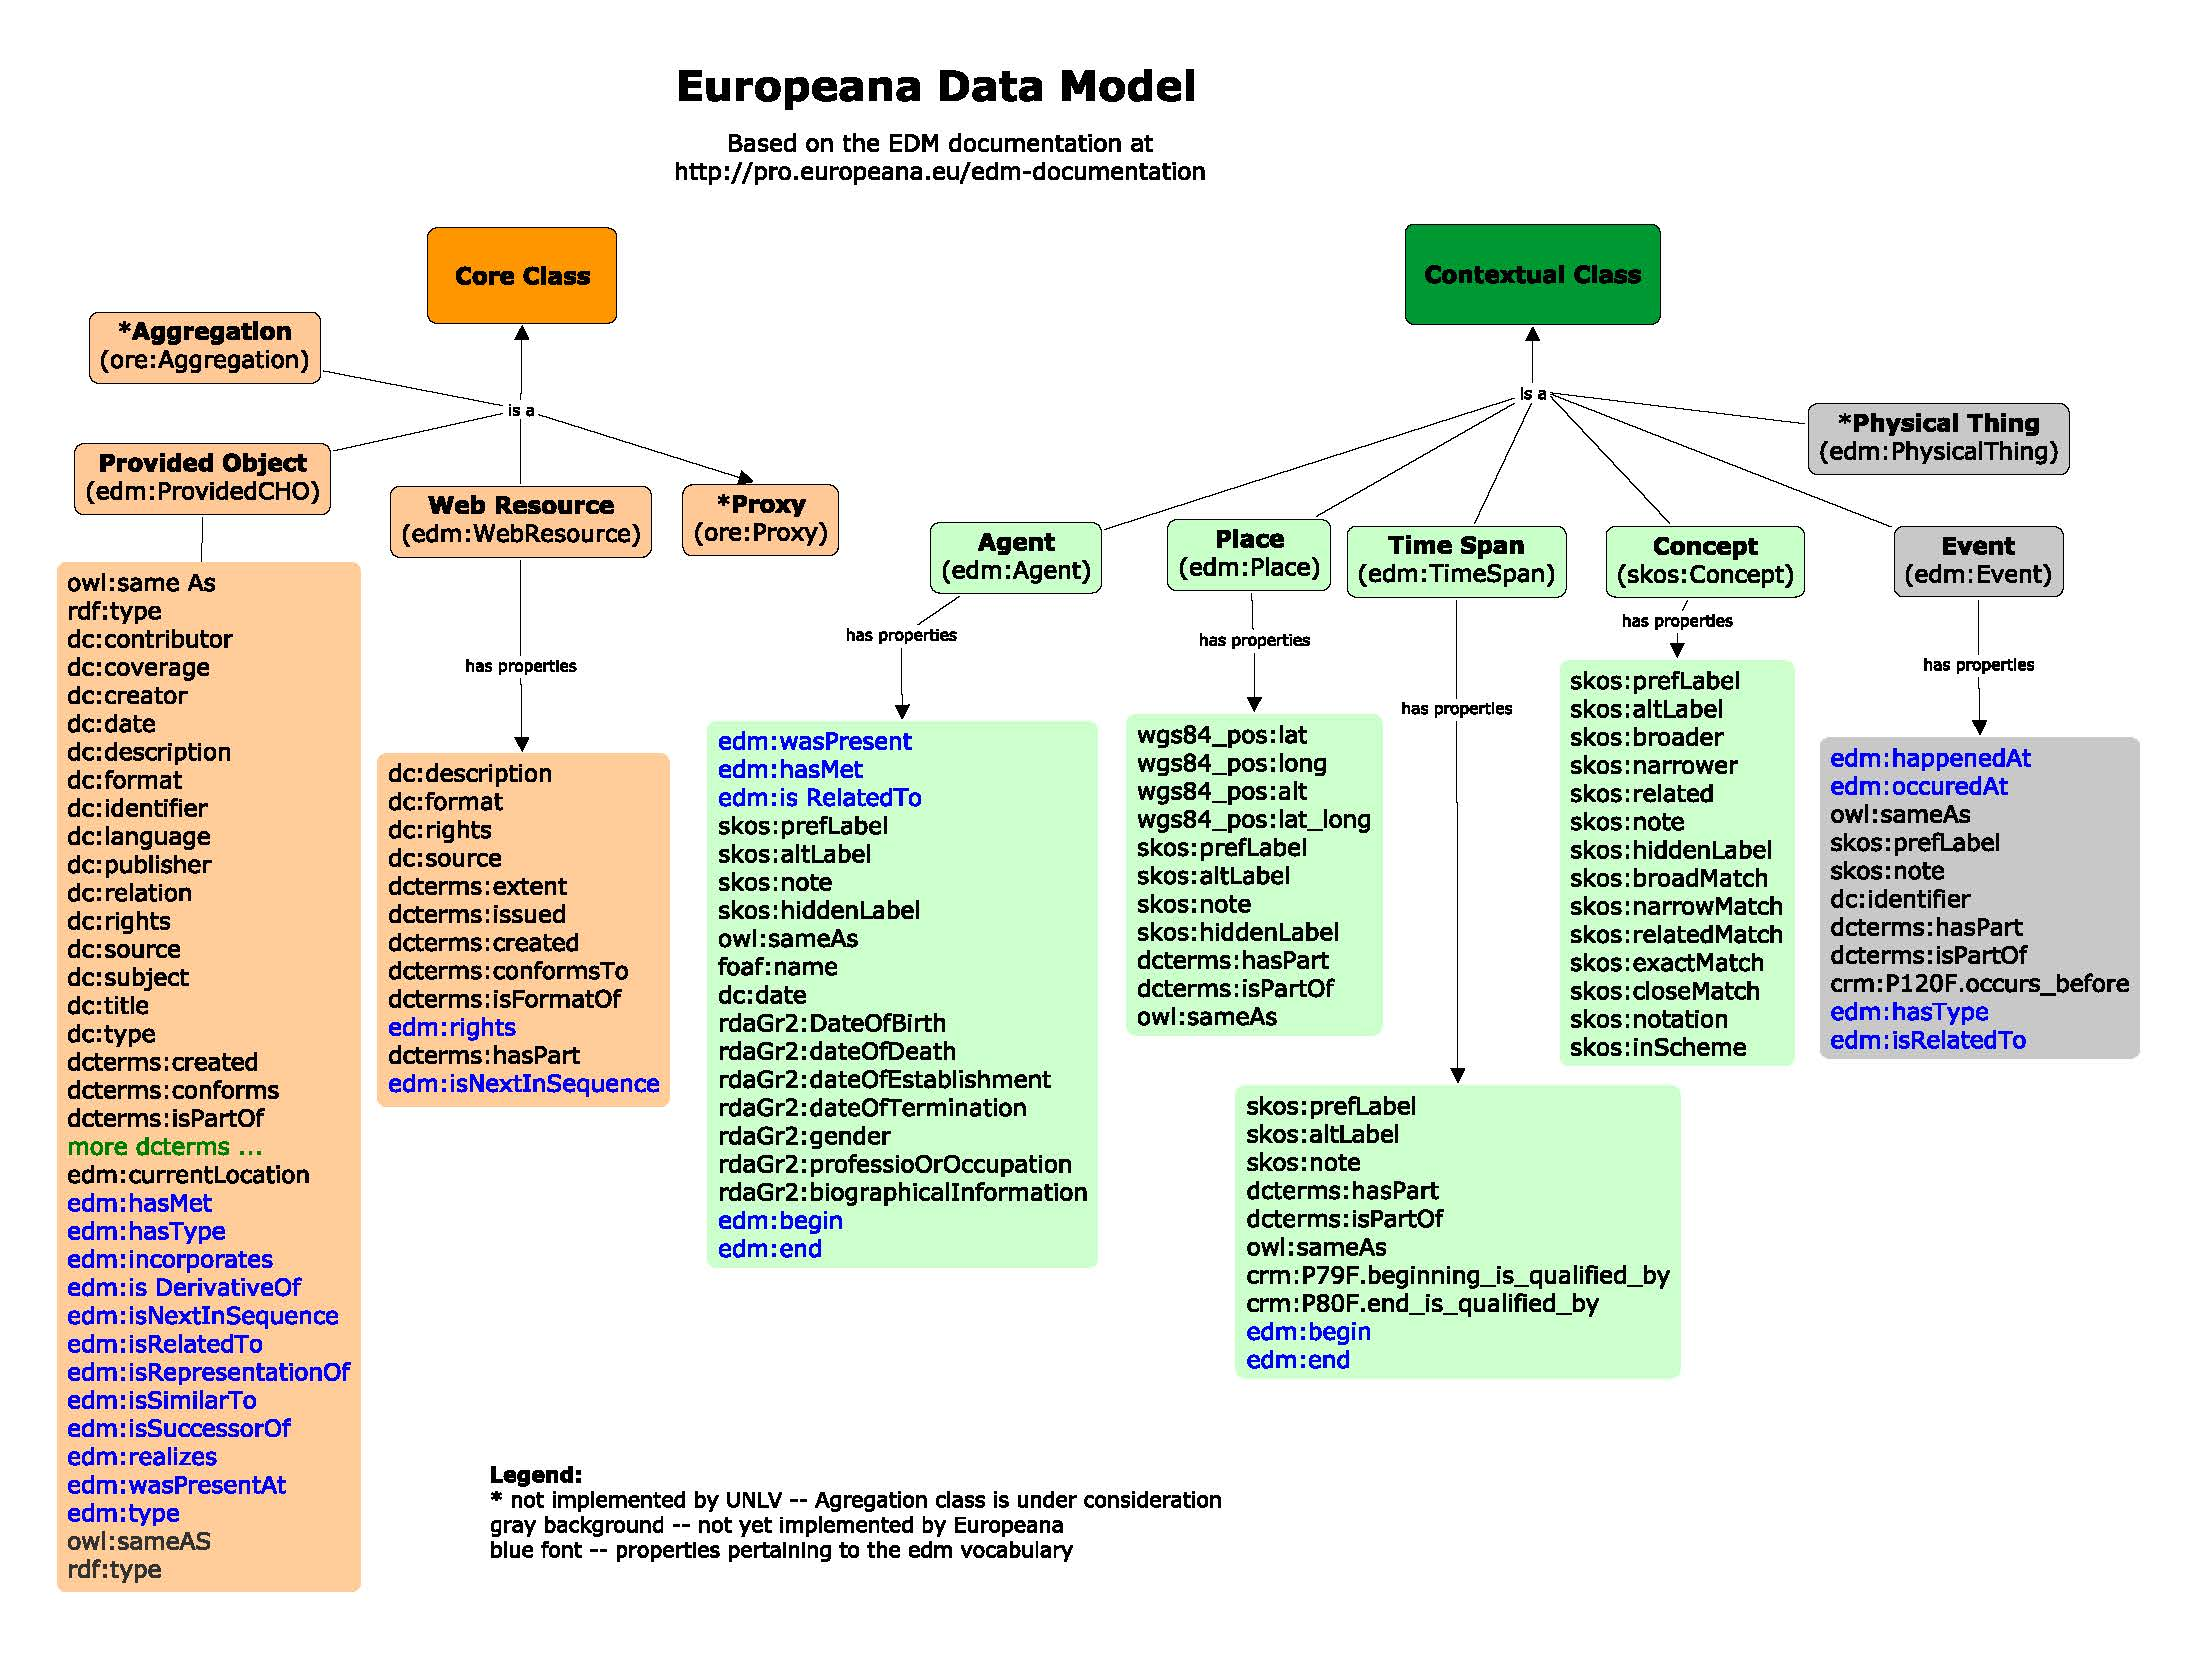 Europeana Data Model
Based on the EDM documentation at
http://pro.europeana.eu/edm-documentation
Core Class
Contextual Class
*Aggregation
(ore:Aggregation)
is a
is a
*Physical Thing
(edm:PhysicalThing)
Provided Object
(edm:ProvidedCHO)
Web Resource
(edm:WebResource)
*Proxy
(ore:Proxy)
Agent
(edm:Agent)
Place
(edm:Place)
Time Span
(edm:TimeSpan)
Concept
(skos:Concept)
Event
(edm:Event)
owl:same As
rdf:type
dc:contributor
dc:coverage
dc:creator
dc:date
dc:description
dc:format
dc:identifier
dc:language
dc:publisher
dc:relation
dc:rights
dc:source
dc:subject
dc:title
dc:type
dcterms:created
dcterms:conforms
dcterms:isPartOf
more dcterms ...
edm:currentLocation
edm:hasMet
edm:hasType
edm:incorporates
edm:is DerivativeOf
edm:isNextInSequence
edm:isRelatedTo
edm:isRepresentationOf
edm:isSimilarTo
edm:isSuccessorOf
edm:realizes
edm:wasPresentAt
edm:type
owl:sameAS
rdf:type
has properties
dc:description
dc:format
dc:rights
dc:source
dcterms:extent
dcterms:issued
dcterms:created
dcterms:conformsTo
dcterms:isFormatOf
edm:rights
dcterms:hasPart
edm:isNextInSequence
has properties
edm:wasPresent
edm:hasMet
edm:is RelatedTo
skos:prefLabel
skos:altLabel
skos:note
skos:hiddenLabel
owl:sameAs
foaf:name
dc:date
rdaGr2:DateOfBirth
rdaGr2:dateOfDeath
rdaGr2:dateOfEstablishment
rdaGr2:dateOfTermination
rdaGr2:gender
rdaGr2:professioOrOccupation
rdaGr2:biographicalInformation
edm:begin
edm:end
has properties
wgs84_pos:lat
wgs84_pos:long
wgs84_pos:alt
wgs84_pos:lat_long
skos:prefLabel
skos:altLabel
skos:note
skos:hiddenLabel
dcterms:hasPart
dcterms:isPartOf
owl:sameAs
has properties
skos:prefLabel
skos:altLabel
skos:note
dcterms:hasPart
dcterms:isPartOf
owl:sameAs
crm:P79F.beginning_is_qualified_by
crm:P80F.end_is_qualified_by
edm:begin
edm:end
has properties
skos:prefLabel
skos:altLabel
skos:broader
skos:narrower
skos:related
skos:note
skos:hiddenLabel
skos:broadMatch
skos:narrowMatch
skos:relatedMatch
skos:exactMatch
skos:closeMatch
skos:notation
skos:inScheme
has properties
edm:happenedAt
edm:occuredAt
owl:sameAs
skos:prefLabel
skos:note
dc:identifier
dcterms:hasPart
dcterms:isPartOf
crm:P120F.occurs_before
edm:hasType
edm:isRelatedTo
Legend:
* not implemented by UNLV -- Agregation class is under consideration
gray background -- not yet implemented by Europeana
blue font -- properties pertaining to the edm vocabulary